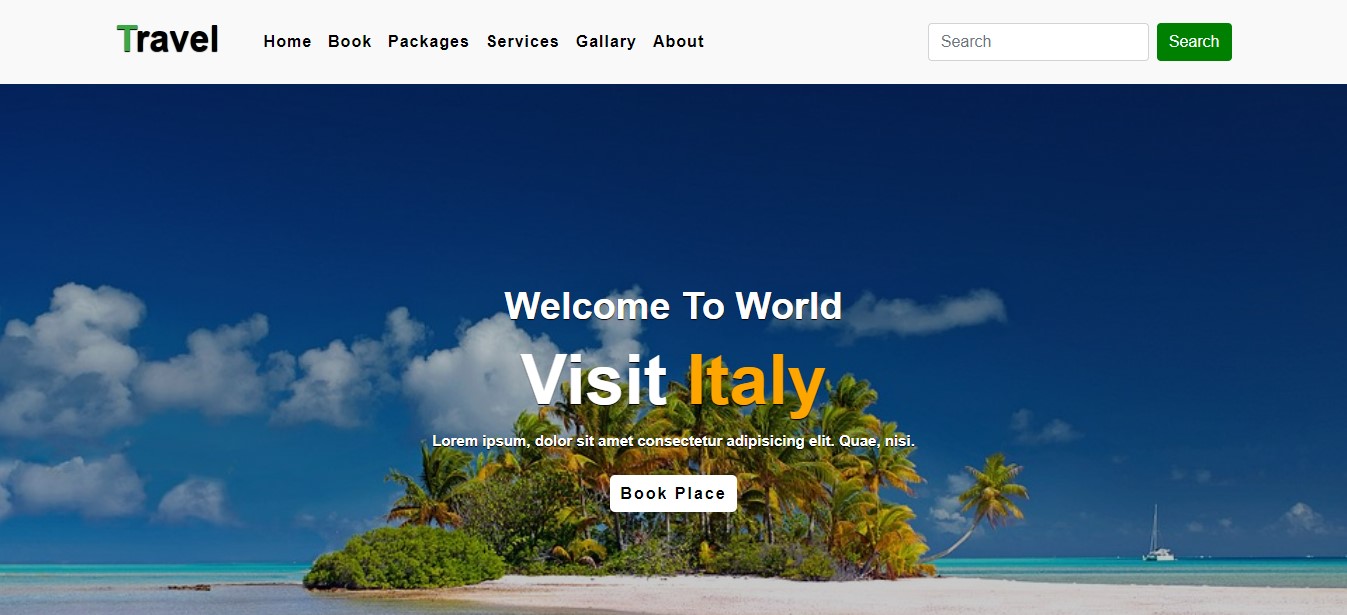 Travel Home Book Packages Services Gallary About Search Search
Welcome To World
Visit Italy
Lorem ipsum, dolor sit amet consectetur adipisicing elit. Quae, nisi.
Book Place